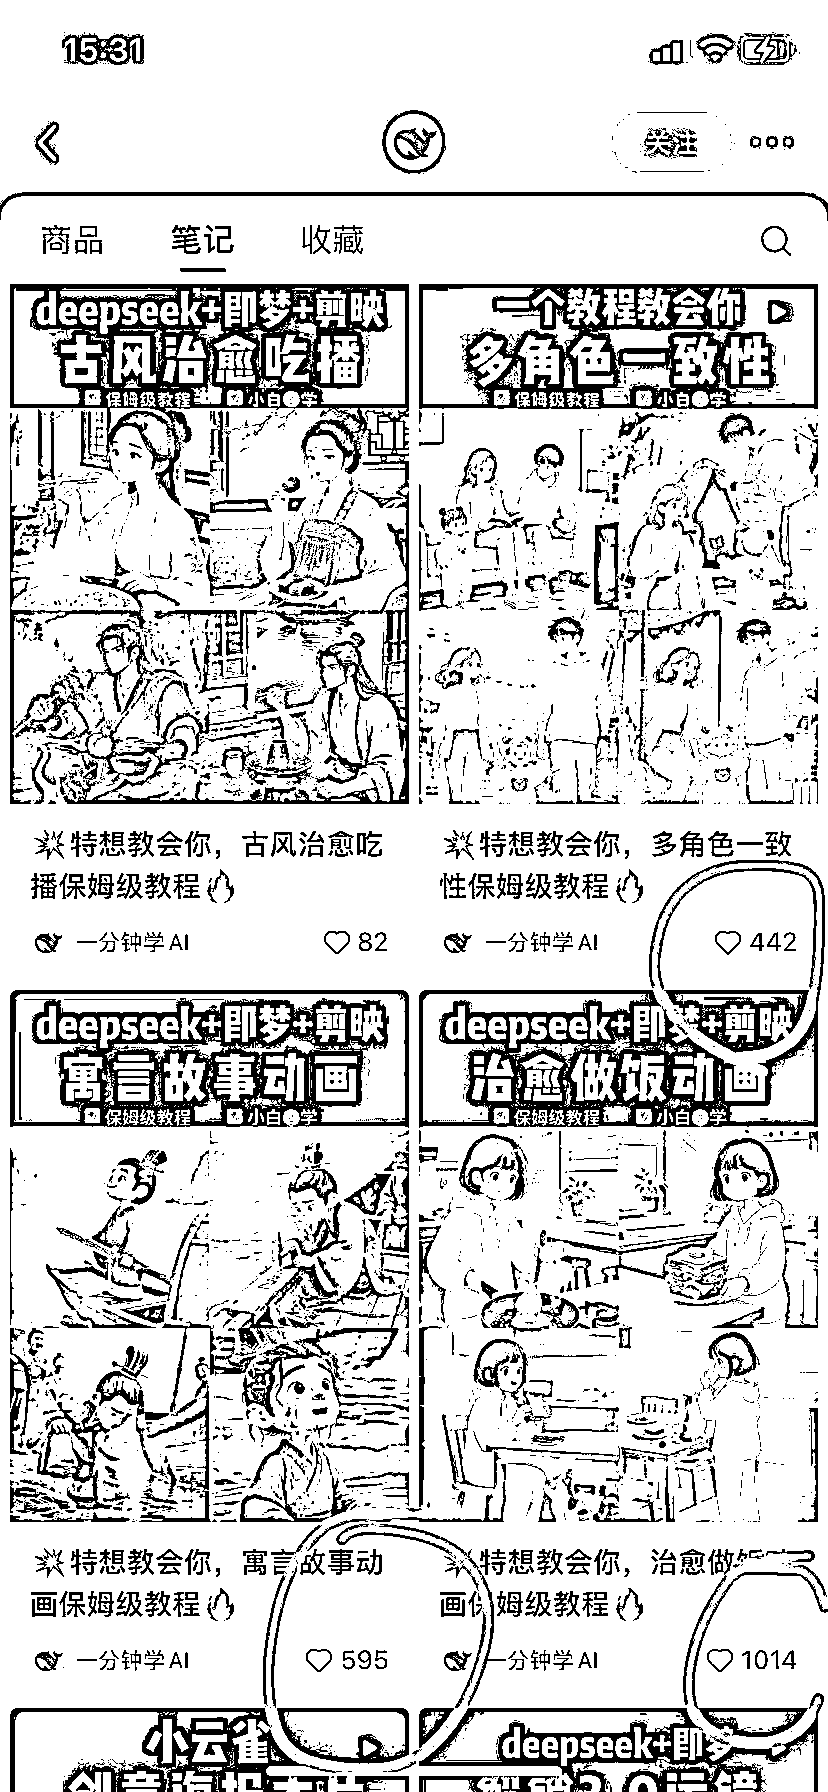 15:31
关注
商品 笔记 收藏
deepseek+即梦+剪映
古风治愈吃播
保姆级教程 小白可学
一个教程教会你
多角色一致性
保姆级教程 小白可学
特想教会你，古风治愈吃
播保姆级教程
一分钟学AI 82
特想教会你，多角色一致
性保姆级教程
一分钟学AI 442
deepseek+即梦+剪映
寓言故事动画
保姆级教程 小白可学
deepseek+即梦+剪映
治愈做饭动画
保姆级教程 小白可学
特想教会你，寓言故事动
画保姆级教程
一分钟学AI 595
特想教会你，治愈做饭动
画保姆级教程
一分钟学AI 1014
小云雀
deepseek+即梦